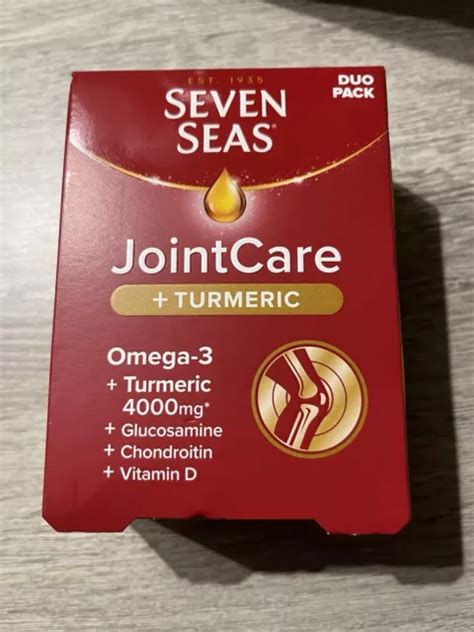 EST. 1935
DUO
PACK
SEVEN
SEAS®
JointCare
+ TURMERIC
Omega-3
+ Turmeric
4000mg*
+ Glucosamine
+ Chondroitin
+ Vitamin D